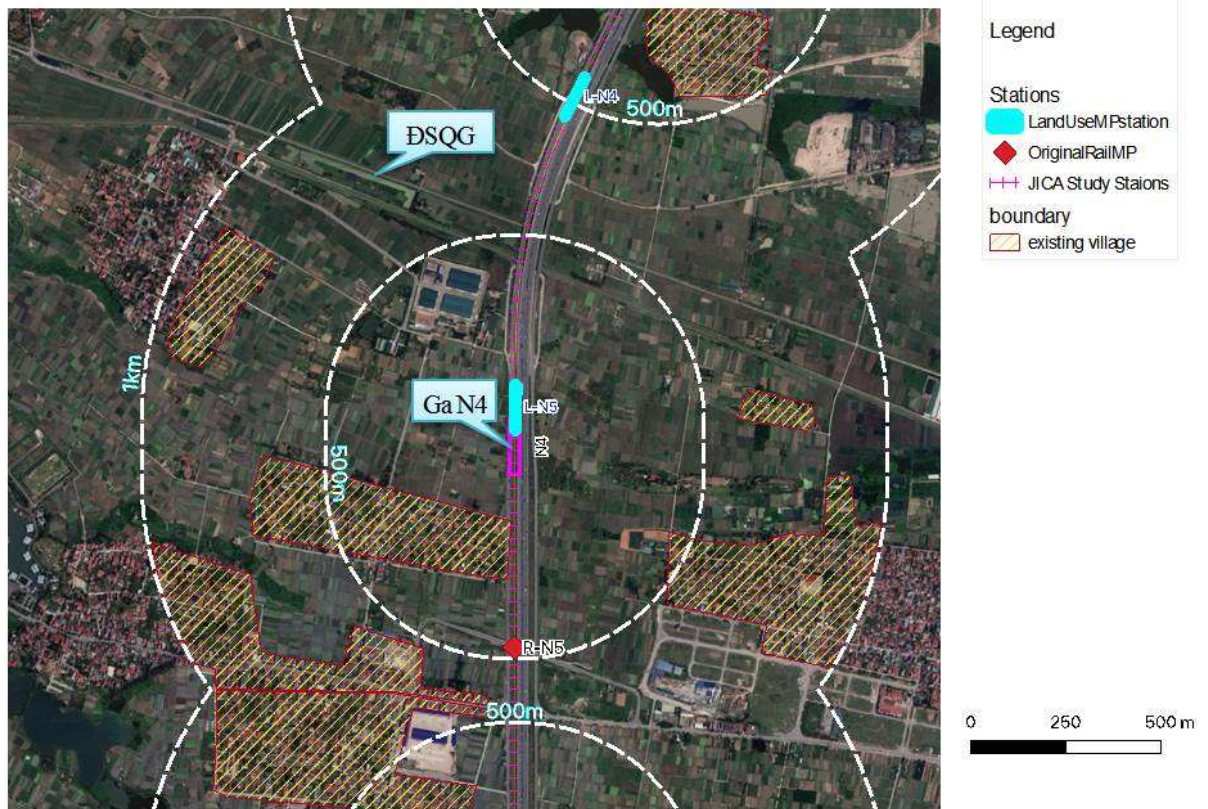 ĐSQG
L-N4
500m
1km
Ga N4
L-N5
N4
500m
R-N5
500m
Legend
Stations
LandUseMPstation
OriginalRailMP
JICA Study Staions
boundary
existing village
0 250 500 m